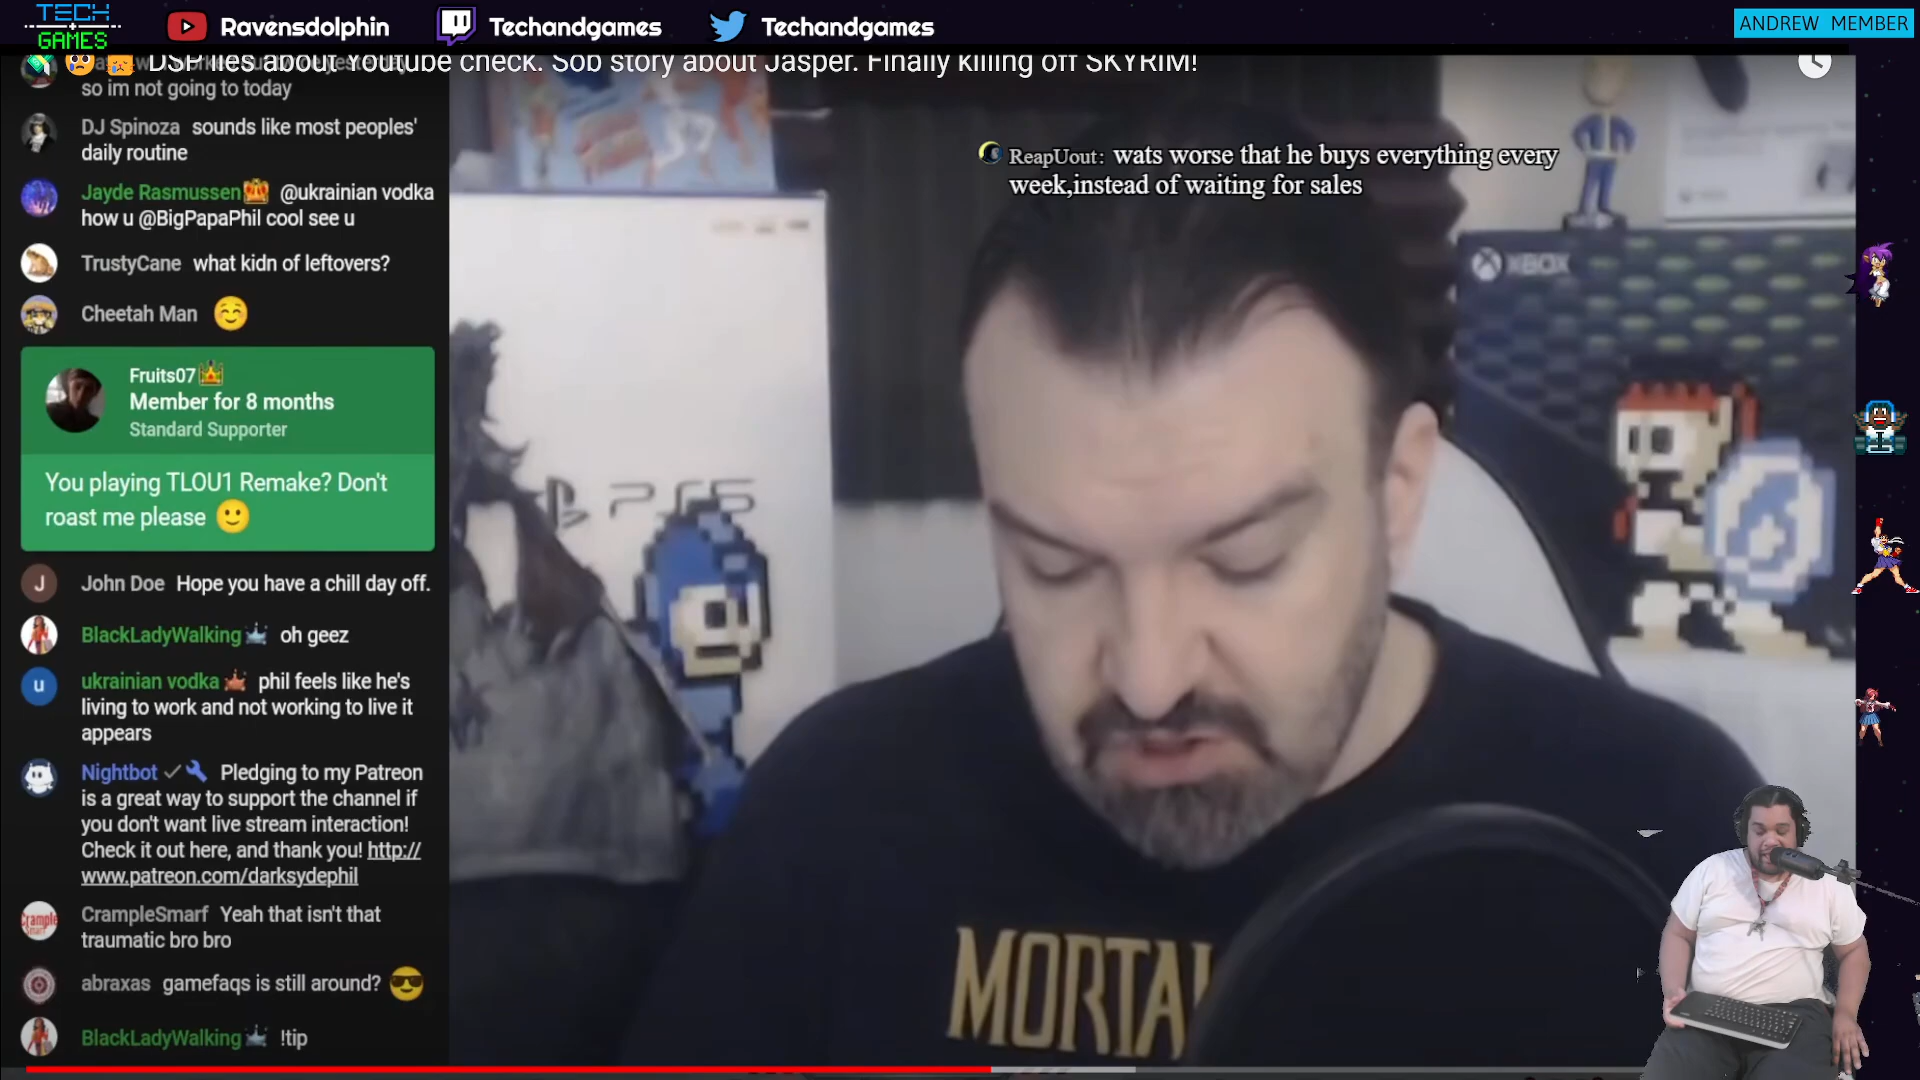 TECH
+
GAMES
Ravensdolphin
Techandgames
Techandgames
ANDREW MEMBER
DSP lies about Youtube check. Sob story about Jasper. Finally killing off SKYRIM!
so im not going to today
DJ Spinoza sounds like most peoples'
daily routine
Jayde Rasmussen @ukrainian vodka
how u @BigPapaPhil cool see u
TrustyCane what kidn of leftovers?
Cheetah Man
Fruits07
Member for 8 months
Standard Supporter
You playing TLOU1 Remake? Don't
roast me please
J John Doe Hope you have a chill day off.
BlackLadyWalking oh geez
u ukrainian vodka phil feels like he's
living to work and not working to live it
appears
Nightbot Pledging to my Patreon
is a great way to support the channel if
you don't want live stream interaction!
Check it out here, and thank you! http://
www.patreon.com/darksydephil
Crample
Smarf
CrampleSmarf Yeah that isn't that
traumatic bro bro
abraxas gamefaqs is still around?
BlackLadyWalking !tip
ReapUout: wats worse that he buys everything every
week,instead of waiting for sales
XBOX
PS5
MORTAL